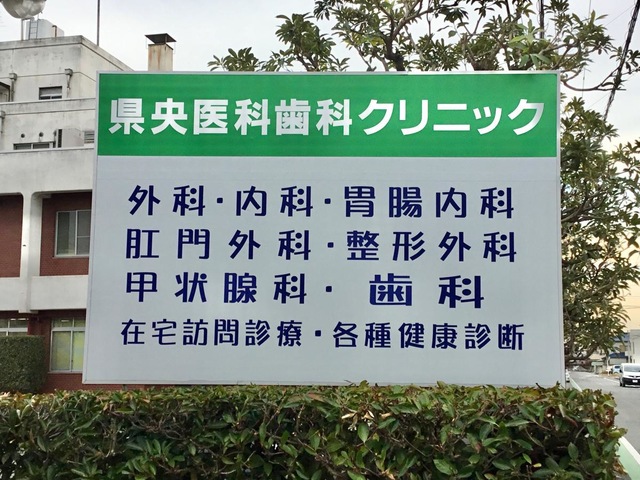 県央医科歯科クリニック
外科・内科・胃腸内科
肛門外科・整形外科
甲状腺科・歯科
在宅訪問診療・各種健康診断